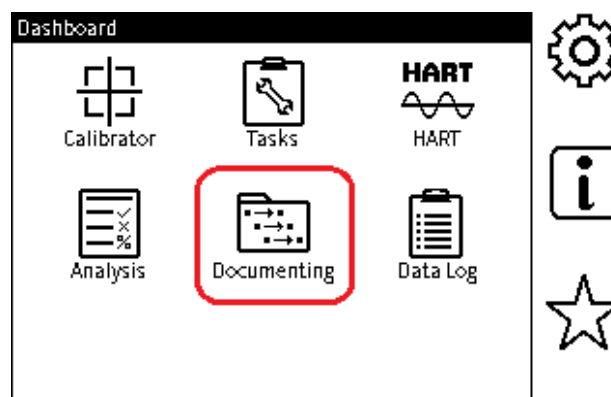 Dashboard
HART
Calibrator
Tasks
HART
%
Analysis
Documenting
Data Log
i